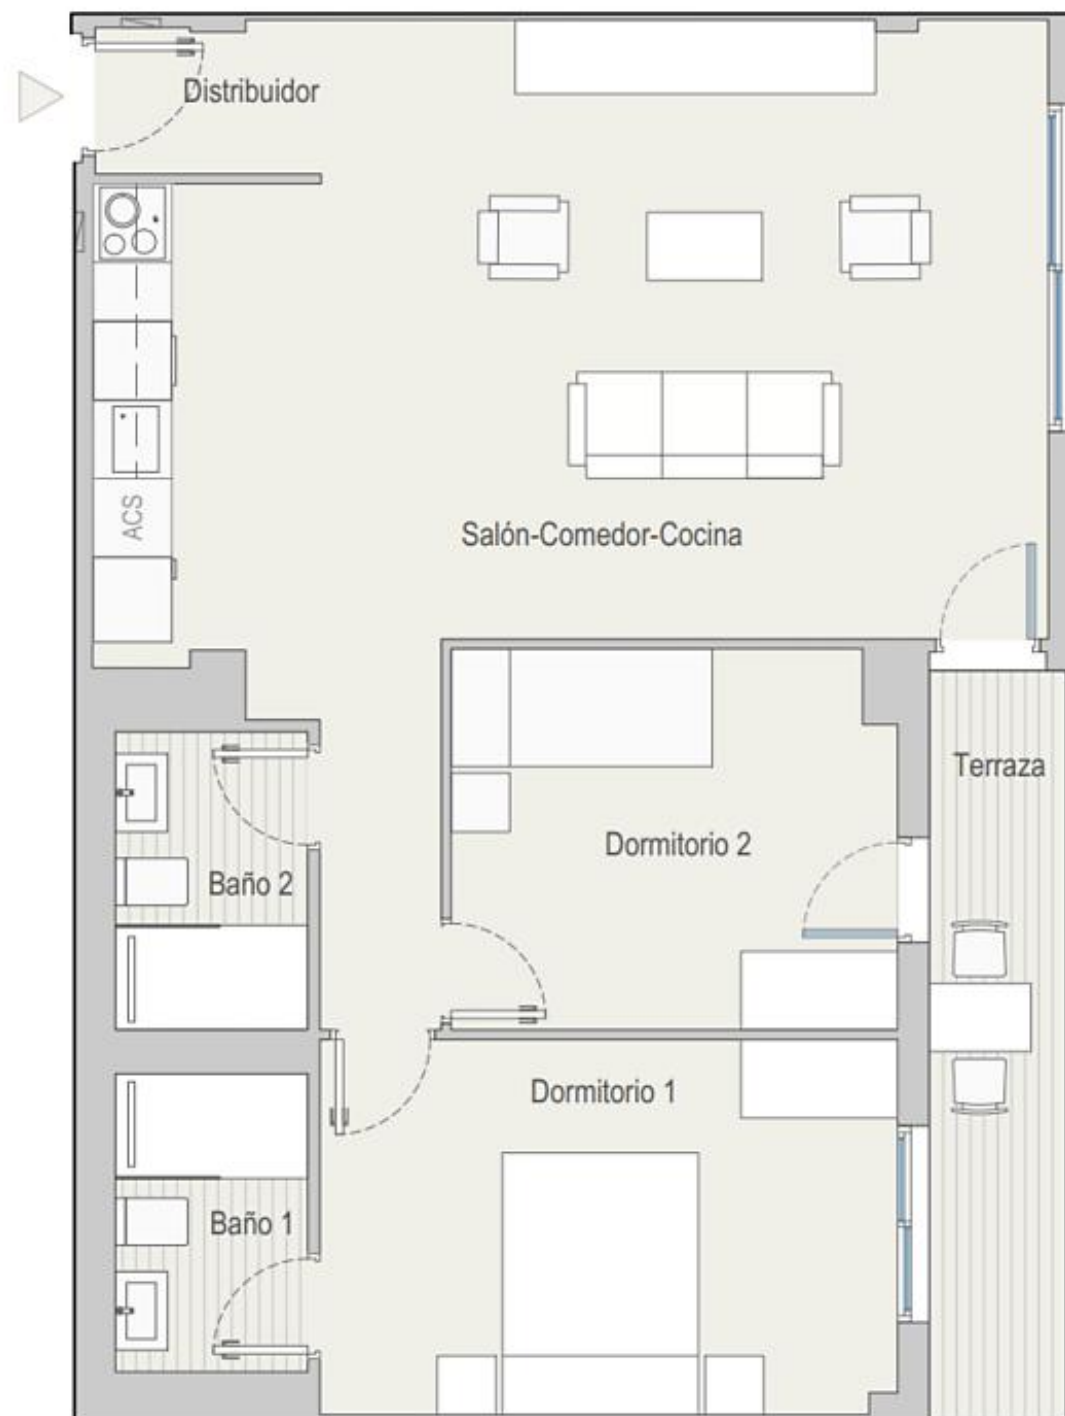 Distribuidor
ACS
Salón-Comedor-Cocina
Terraza
Dormitorio 2
Baño 2
Dormitorio 1
Baño 1